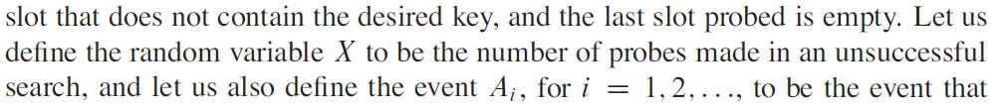 slot that does not contain the desired key, and the last slot probed is empty. Let us
define the random variable X to be the number of probes made in an unsuccessful
search, and let us also define the event Aᵢ, for i = 1, 2, . . ., to be the event that